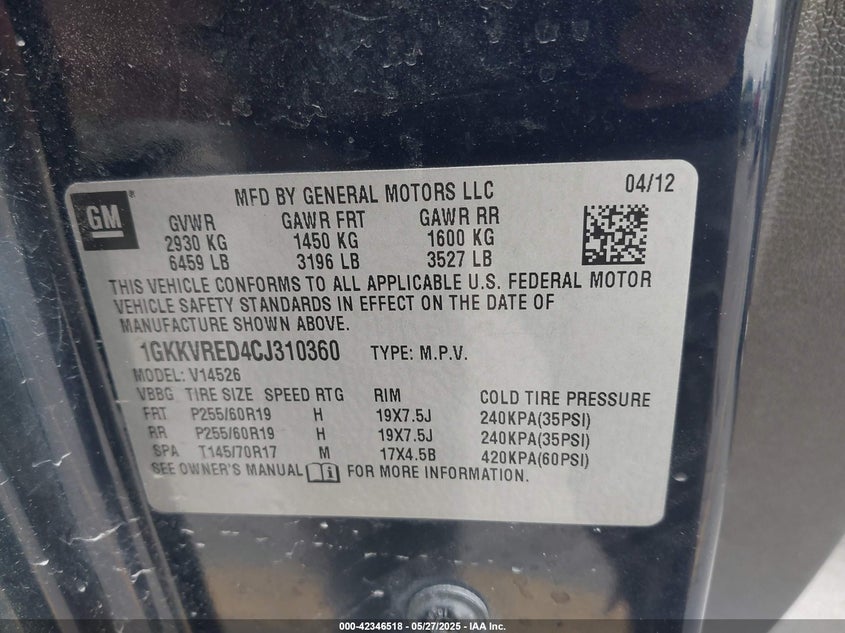 GM
MFD BY GENERAL MOTORS LLC 04/12
GVWR GAWR FRT GAWR RR
2930 KG 1450 KG 1600 KG
6459 LB 3196 LB 3527 LB
THIS VEHICLE CONFORMS TO ALL APPLICABLE U.S. FEDERAL MOTOR
VEHICLE SAFETY STANDARDS IN EFFECT ON THE DATE OF
MANUFACTURE SHOWN ABOVE.
1GKKVRED4CJ310360 TYPE: M.P.V.
MODEL: V14526
VBBG TIRE SIZE SPEED RTG RIM COLD TIRE PRESSURE
FRT P255/60R19 H 19X7.5J 240KPA(35PSI)
RR P255/60R19 H 19X7.5J 240KPA(35PSI)
SPA T145/70R17 M 17X4.5B 420KPA(60PSI)
SEE OWNER'S MANUAL FOR MORE INFORMATION.
000-42346518 - 05/27/2025 - IAA Inc.